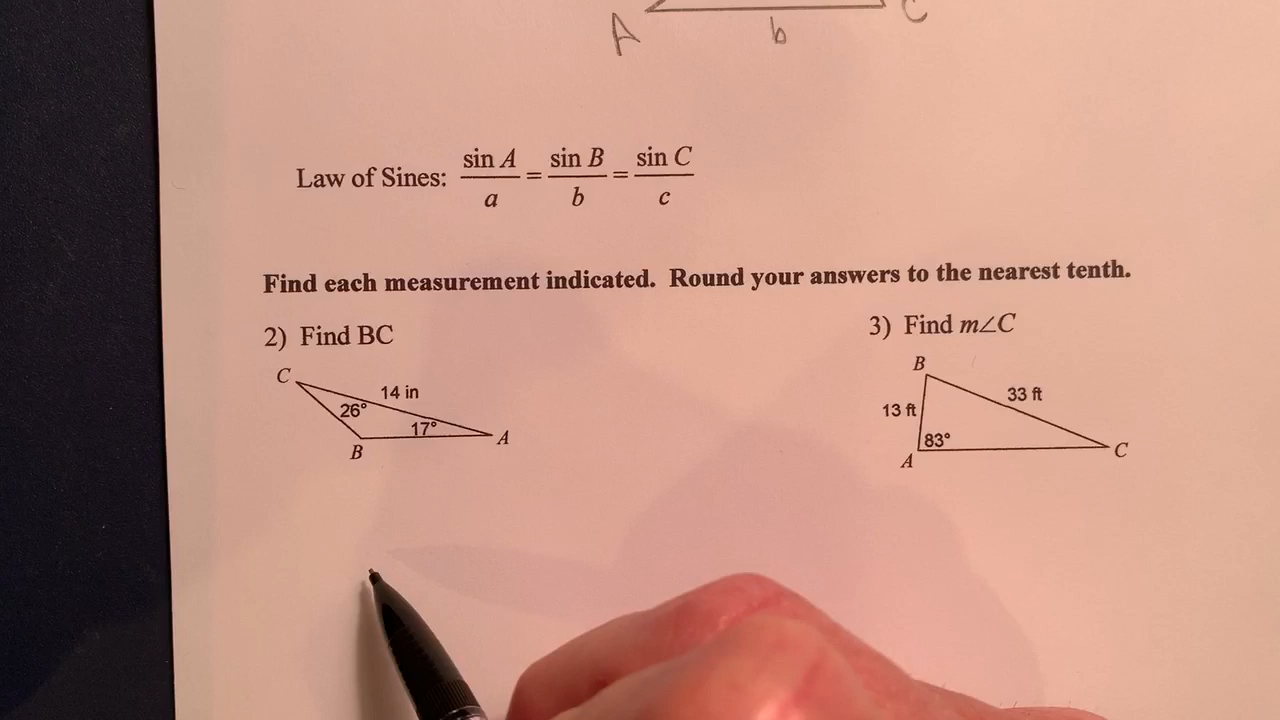 A b C
Law of Sines: sin A / a = sin B / b = sin C / c
Find each measurement indicated. Round your answers to the nearest tenth.
2) Find BC
C
14 in
26°
17°
A
B
3) Find m∠C
B
33 ft
13 ft
83°
A
C